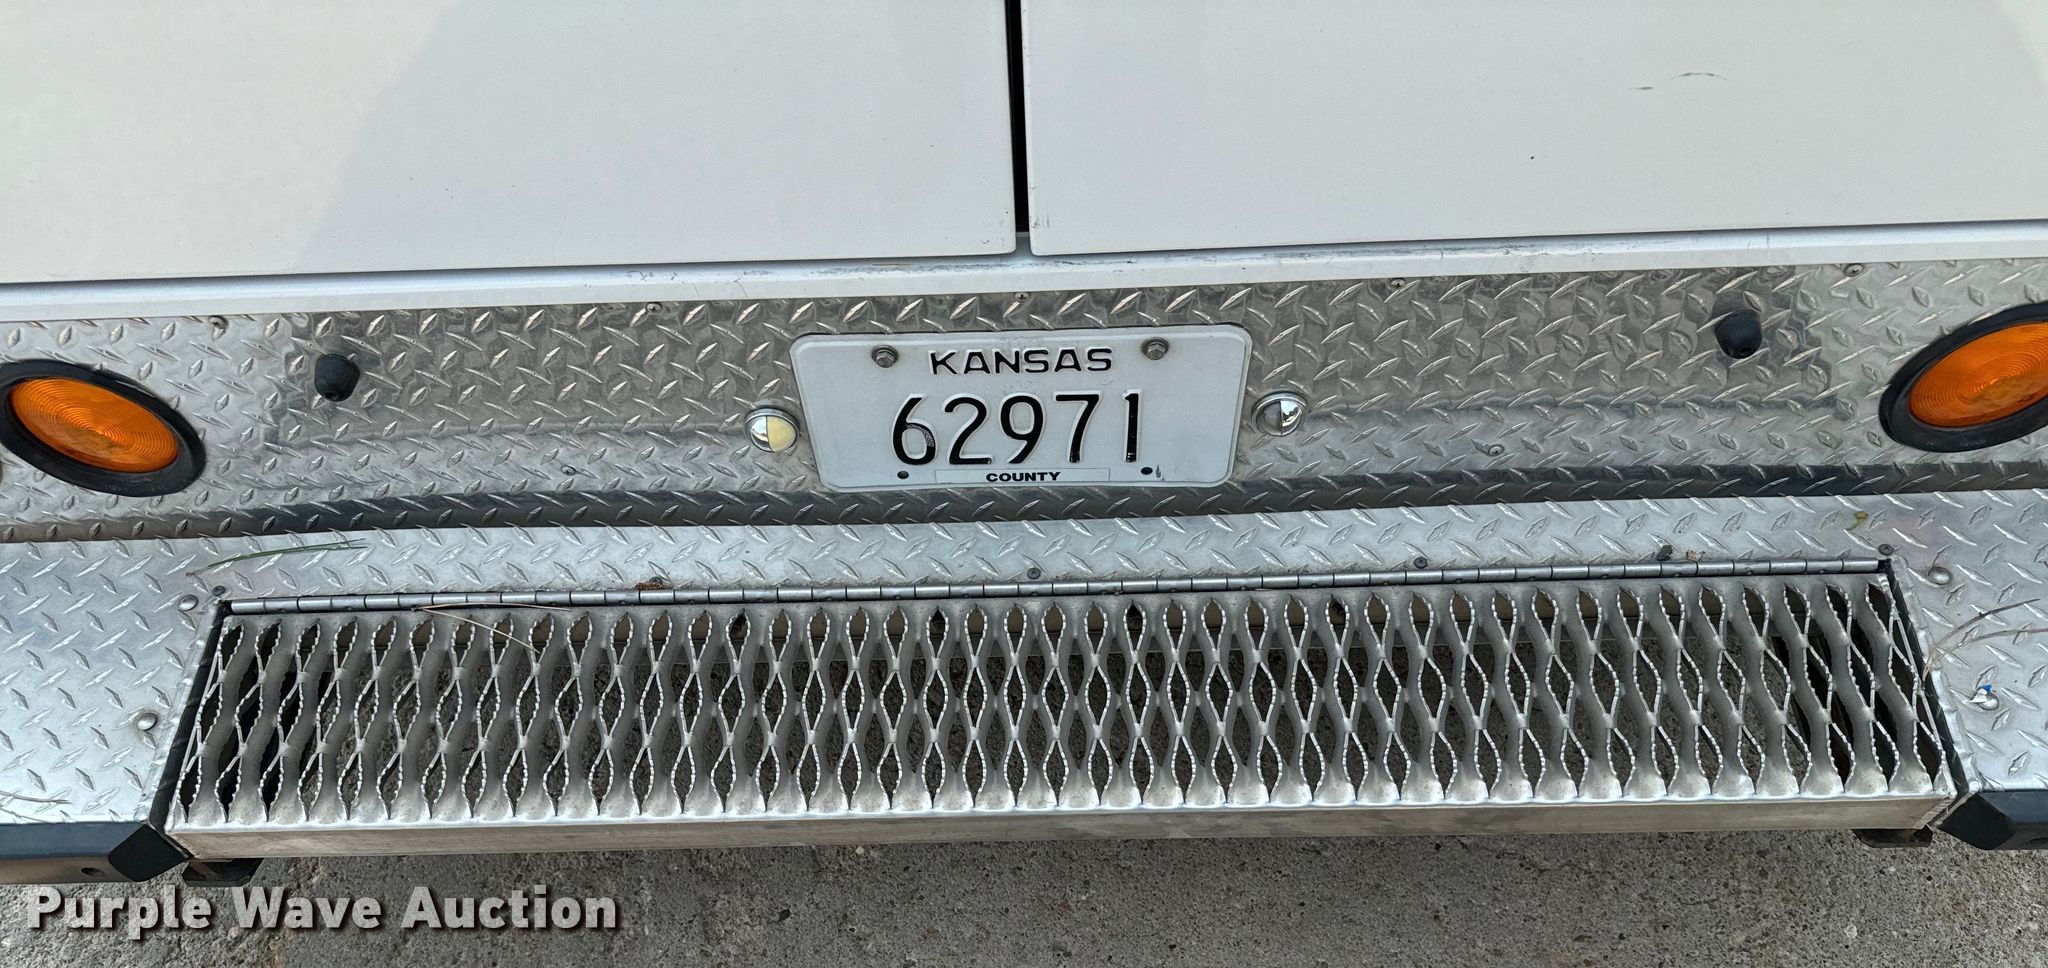 KANSAS
62971
COUNTY
Purple Wave Auction